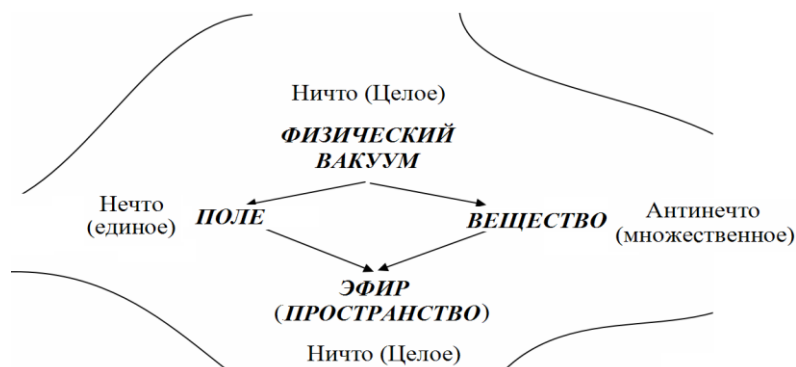 Ничто (Целое)
ФИЗИЧЕСКИЙ
ВАКУУМ
Нечто
(единое)
ПОЛЕ
ВЕЩЕСТВО
Антинечто
(множественное)
ЭФИР
(ПРОСТРАНСТВО)
Ничто (Целое)